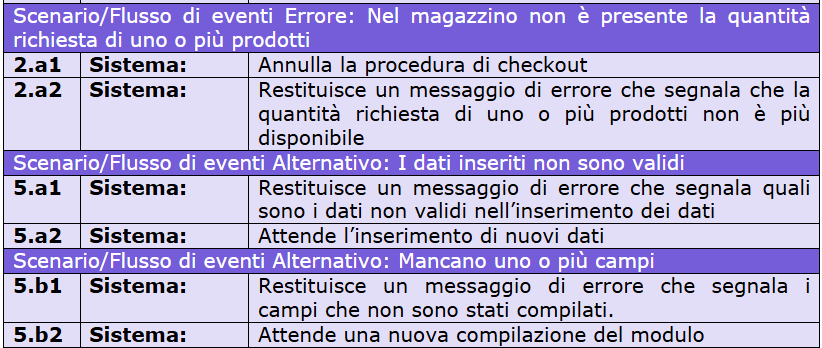 Scenario/Flusso di eventi Errore: Nel magazzino non è presente la quantità
richiesta di uno o più prodotti
2.a1 Sistema: Annulla la procedura di checkout
2.a2 Sistema: Restituisce un messaggio di errore che segnala che la
quantità richiesta di uno o più prodotti non è più
disponibile
Scenario/Flusso di eventi Alternativo: I dati inseriti non sono validi
5.a1 Sistema: Restituisce un messaggio di errore che segnala quali
sono i dati non validi nell’inserimento dei dati
5.a2 Sistema: Attende l’inserimento di nuovi dati
Scenario/Flusso di eventi Alternativo: Mancano uno o più campi
5.b1 Sistema: Restituisce un messaggio di errore che segnala i
campi che non sono stati compilati.
5.b2 Sistema: Attende una nuova compilazione del modulo